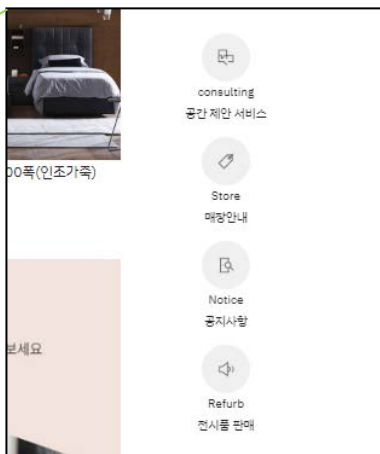 consulting
공간 제안 서비스
00폭(인조가죽)
Store
매장안내
Notice
공지사항
보세요
Refurb
전시품 판매